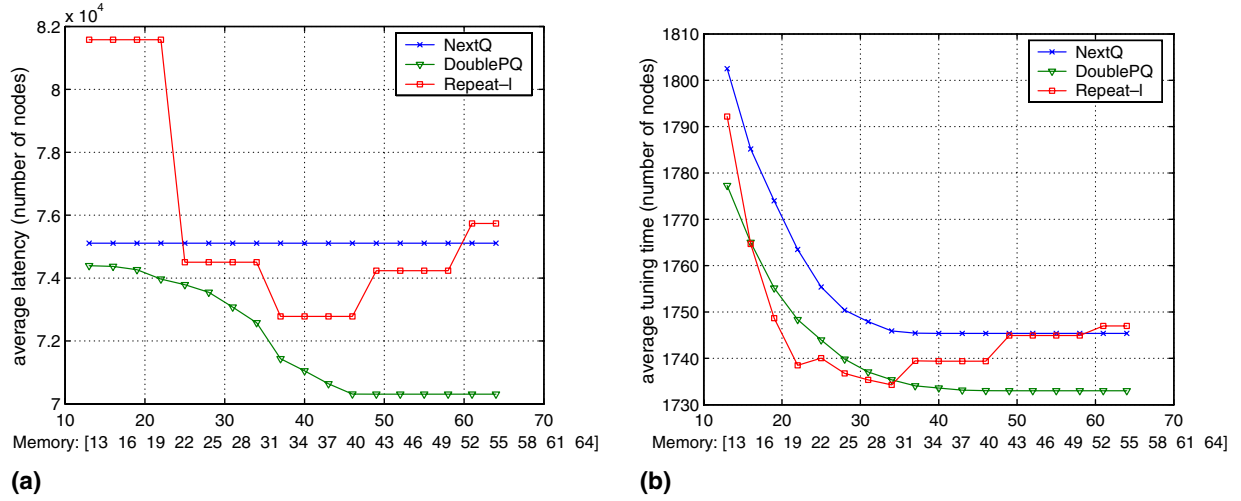 8.2 x 10⁴
8
7.8
7.6
7.4
7.2
7
average latency (number of nodes)
NextQ
DoublePQ
Repeat–I
10 20 30 40 50 60 70
Memory: [13 16 19 22 25 28 31 34 37 40 43 46 49 52 55 58 61 64]
(a)
1810
1800
1790
1780
1770
1760
1750
1740
1730
average tuning time (number of nodes)
NextQ
DoublePQ
Repeat–I
10 20 30 40 50 60 70
Memory: [13 16 19 22 25 28 31 34 37 40 43 46 49 52 55 58 61 64]
(b)